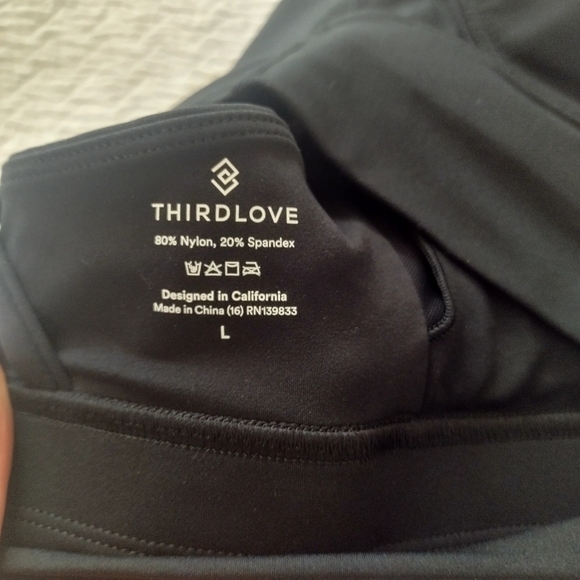 THIRDLOVE
80% Nylon, 20% Spandex
Designed in California
Made in China (16) RN139833
L